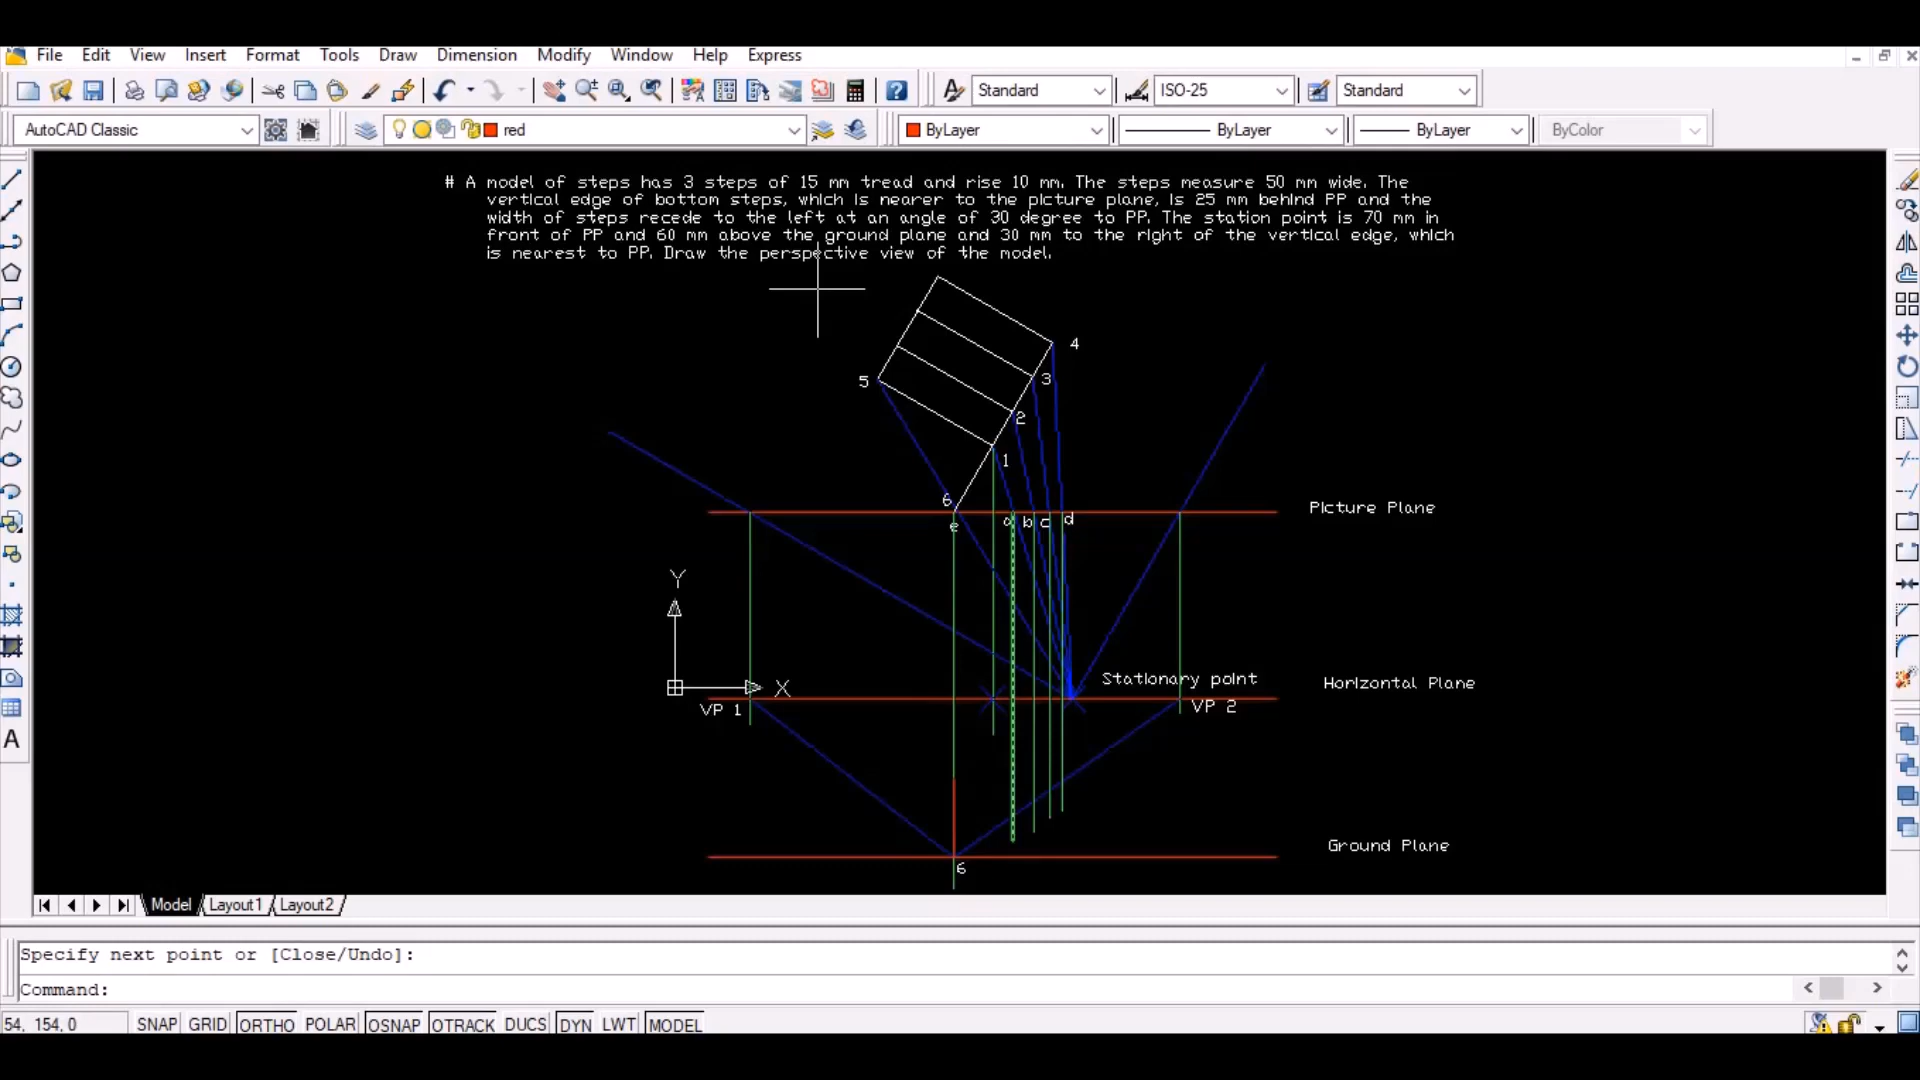 File Edit View Insert Format Tools Draw Dimension Modify Window Help Express
Standard ISO-25 Standard
AutoCAD Classic red ByLayer ByLayer ByLayer ByColor
# A model of steps has 3 steps of 15 mm tread and rise 10 mm. The steps measure 50 mm wide. The
vertical edge of bottom steps, which is nearer to the picture plane, is 25 mm behind PP and the
width of steps recede to the left at an angle of 30 degree to PP. The station point is 70 mm in
front of PP and 60 mm above the ground plane and 30 mm to the right of the vertical edge, which
is nearest to PP. Draw the perspective view of the model.
4
5
3
2
1
6
Picture Plane
e a b c d
Y
X
Stationary point
Horizontal Plane
VP 1
VP 2
Ground Plane
6
A
Model Layout1 Layout2
Specify next point or [Close/Undo]:
Command:
54, 154, 0 SNAP GRID ORTHO POLAR OSNAP OTRACK DUCS DYN LWT MODEL